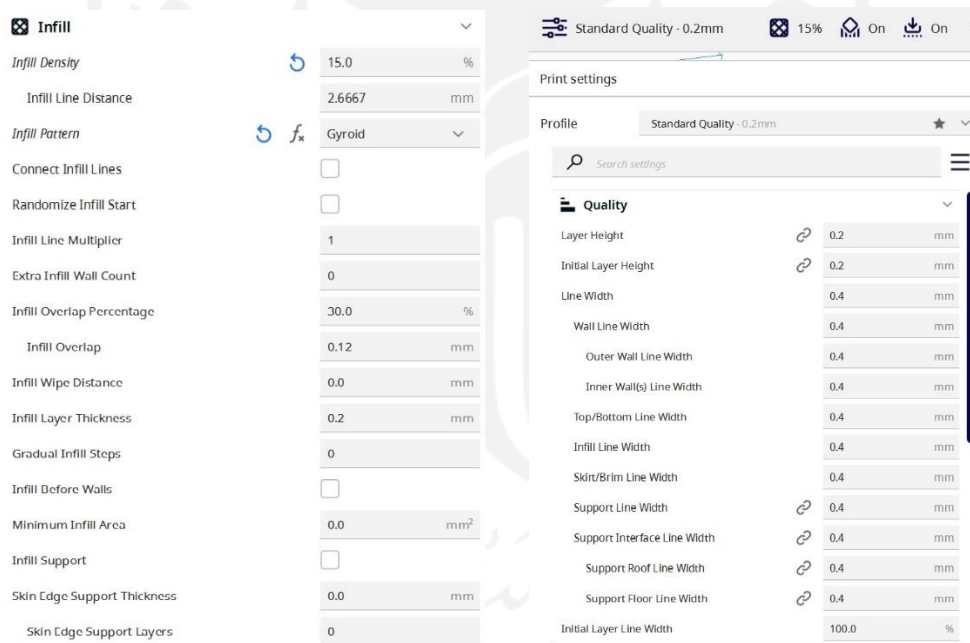 Infill
Infill Density 15.0 %
Infill Line Distance 2.6667 mm
Infill Pattern fx Gyroid
Connect Infill Lines
Randomize Infill Start
Infill Line Multiplier 1
Extra Infill Wall Count 0
Infill Overlap Percentage 30.0 %
Infill Overlap 0.12 mm
Infill Wipe Distance 0.0 mm
Infill Layer Thickness 0.2 mm
Gradual Infill Steps 0
Infill Before Walls
Minimum Infill Area 0.0 mm²
Infill Support
Skin Edge Support Thickness 0.0 mm
Skin Edge Support Layers 0
Standard Quality - 0.2mm 15% On On
Print settings
Profile Standard Quality - 0.2mm
Search settings
Quality
Layer Height 0.2 mm
Initial Layer Height 0.2 mm
Line Width 0.4 mm
Wall Line Width 0.4 mm
Outer Wall Line Width 0.4 mm
Inner Wall(s) Line Width 0.4 mm
Top/Bottom Line Width 0.4 mm
Infill Line Width 0.4 mm
Skirt/Brim Line Width 0.4 mm
Support Line Width 0.4 mm
Support Interface Line Width 0.4 mm
Support Roof Line Width 0.4 mm
Support Floor Line Width 0.4 mm
Initial Layer Line Width 100.0 %